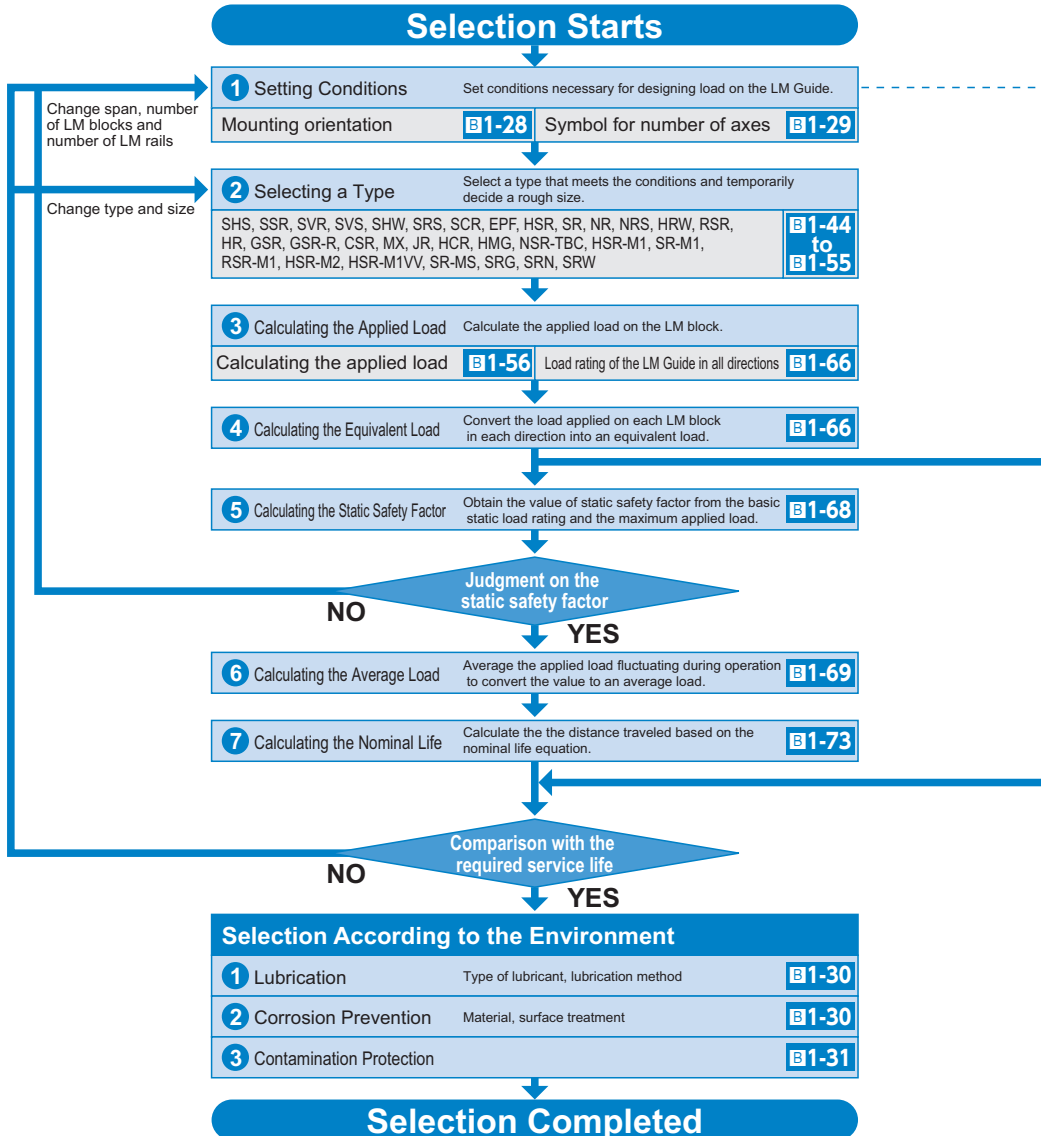 Selection Starts
1 Setting Conditions Set conditions necessary for designing load on the LM Guide.
Change span, number
of LM blocks and
number of LM rails
Mounting orientation B1-28 Symbol for number of axes B1-29
2 Selecting a Type Select a type that meets the conditions and temporarily
decide a rough size.
Change type and size
SHS, SSR, SVR, SVS, SHW, SRS, SCR, EPF, HSR, SR, NR, NRS, HRW, RSR,
HR, GSR, GSR-R, CSR, MX, JR, HCR, HMG, NSR-TBC, HSR-M1, SR-M1,
RSR-M1, HSR-M2, HSR-M1VV, SR-MS, SRG, SRN, SRW
B1-44
to
B1-55
3 Calculating the Applied Load Calculate the applied load on the LM block.
Calculating the applied load B1-56 Load rating of the LM Guide in all directions B1-66
4 Calculating the Equivalent Load Convert the load applied on each LM block
in each direction into an equivalent load.
B1-66
5 Calculating the Static Safety Factor Obtain the value of static safety factor from the basic
static load rating and the maximum applied load.
B1-68
Judgment on the
static safety factor
NO
YES
6 Calculating the Average Load Average the applied load fluctuating during operation
to convert the value to an average load.
B1-69
7 Calculating the Nominal Life Calculate the the distance traveled based on the
nominal life equation.
B1-73
Comparison with the
required service life
NO
YES
Selection According to the Environment
1 Lubrication Type of lubricant, lubrication method B1-30
2 Corrosion Prevention Material, surface treatment B1-30
3 Contamination Protection B1-31
Selection Completed